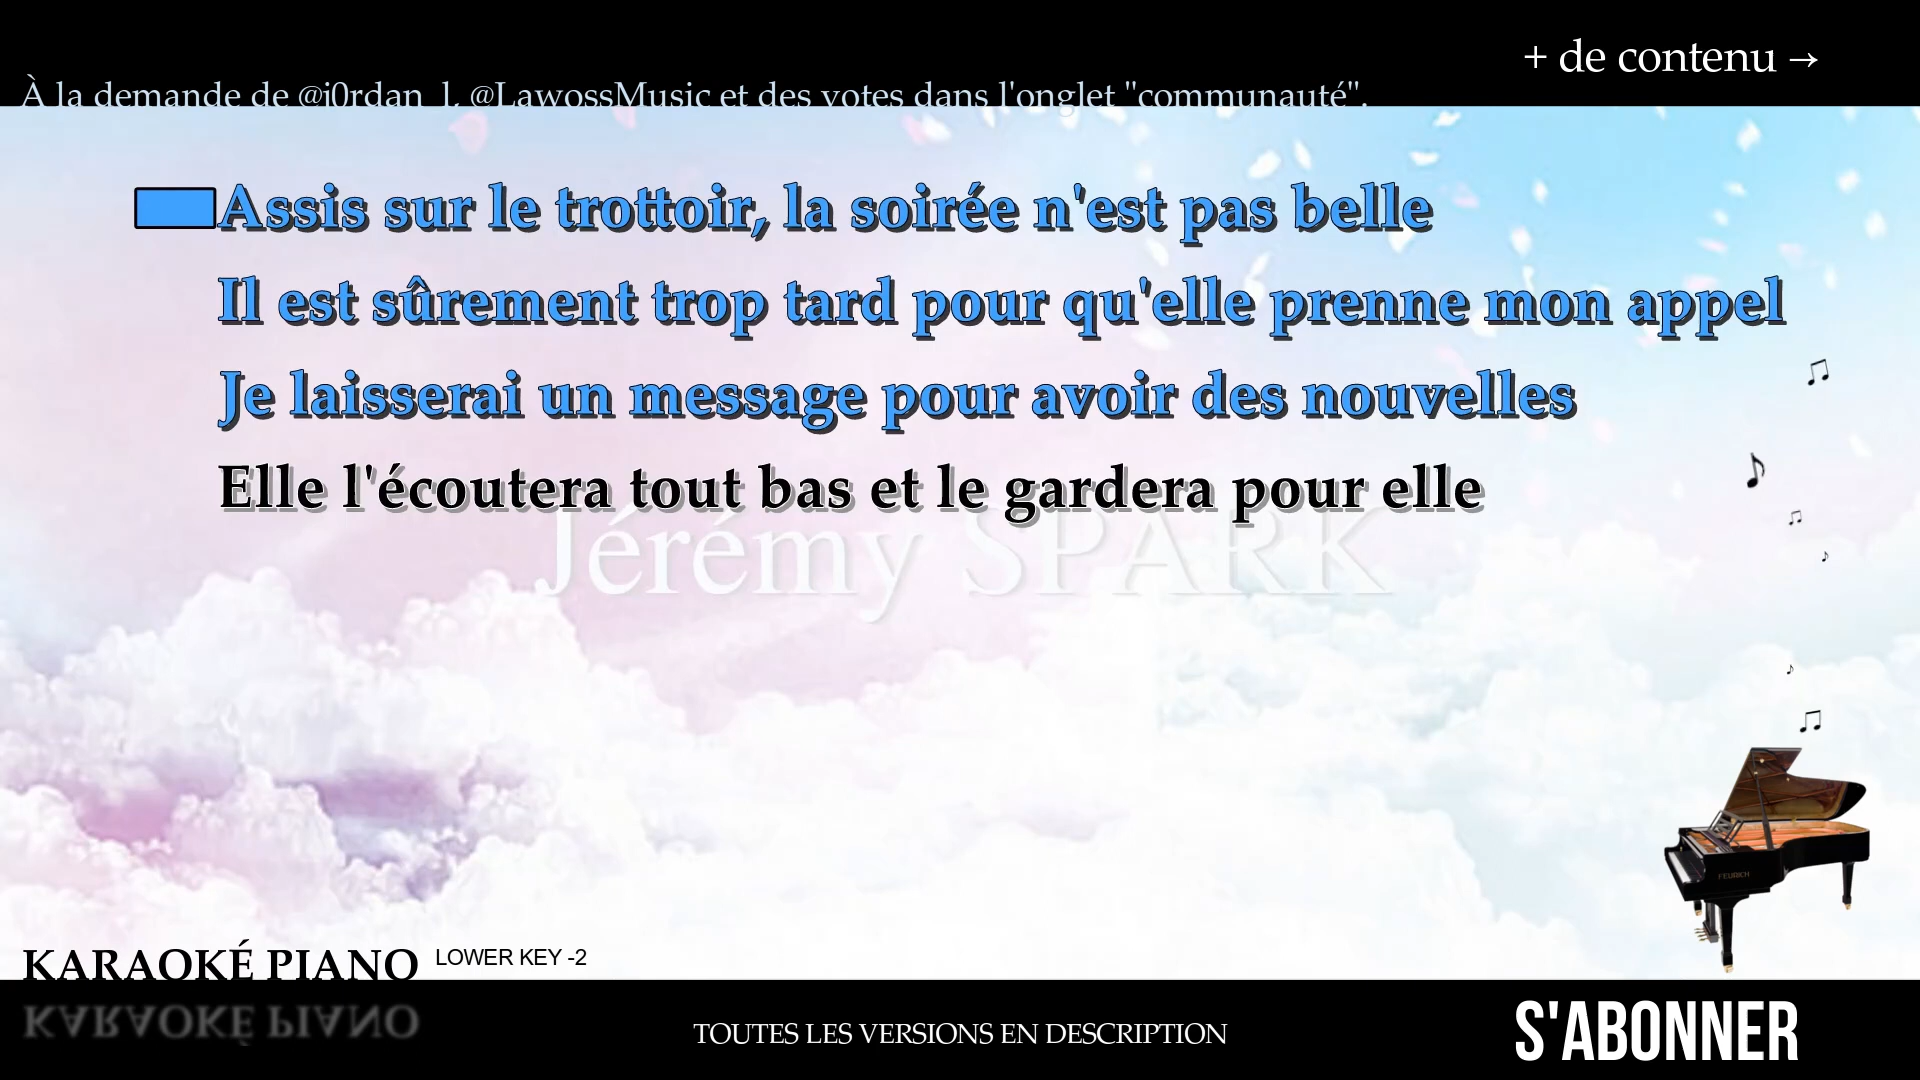 + de contenu →
À la demande de @j0rdan_l, @LawossMusic et des votes dans l'onglet "communauté".
Assis sur le trottoir, la soirée n'est pas belle
Il est sûrement trop tard pour qu'elle prenne mon appel
Je laisserai un message pour avoir des nouvelles
Elle l'écoutera tout bas et le gardera pour elle
Jérémy SPARK
FEURICH
KARAOKÉ PIANO LOWER KEY -2
TOUTES LES VERSIONS EN DESCRIPTION
S'ABONNER